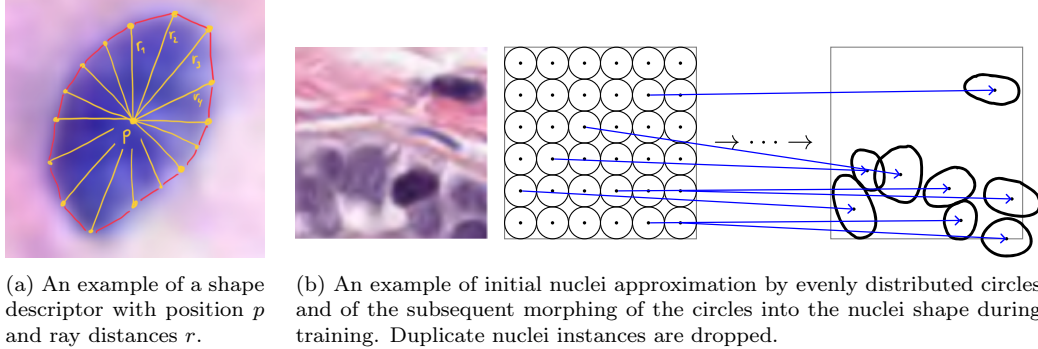 r₁
r₂
r₃
r₄
p
→ ··· →
(a) An example of a shape
descriptor with position p
and ray distances r.
(b) An example of initial nuclei approximation by evenly distributed circles
and of the subsequent morphing of the circles into the nuclei shape during
training. Duplicate nuclei instances are dropped.